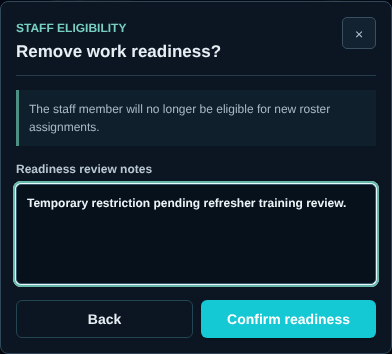 STAFF ELIGIBILITY
Remove work readiness?
×
The staff member will no longer be eligible for new roster
assignments.
Readiness review notes
Temporary restriction pending refresher training review.
Back
Confirm readiness